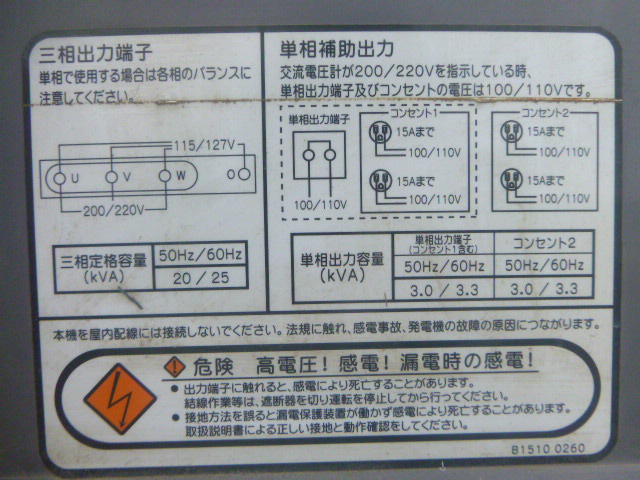 三相出力端子
単相で使用する場合は各相のバランスに
注意してください。
115/127V
U V W O
200/220V
三相定格容量
(kVA)
50Hz/60Hz
20 / 25
単相補助出力
交流電圧計が200/220Vを指示している時、
単相出力端子及びコンセントの電圧は100/110Vです。
単相出力端子
100/110V
コンセント1
15Aまで
100/110V
15Aまで
100/110V
コンセント2
15Aまで
100/110V
15Aまで
100/110V
単相出力容量
(kVA)
単相出力端子
(コンセント1含む)
50Hz/60Hz
3.0 / 3.3
コンセント2
50Hz/60Hz
3.0 / 3.3
本機を屋内配線には接続しないでください。法規に触れ、感電事故、発電機の故障の原因につながります。
危険 高電圧!感電!漏電時の感電!
● 出力端子に触れると、感電により死亡することがあります。
結線作業等は、遮断器を切り運転を停止してから行ってください。
● 接地方法を誤ると漏電保護装置が働かず感電により死亡することがあります。
取扱説明書による正しい接地と動作確認をしてください。
B1510 0260